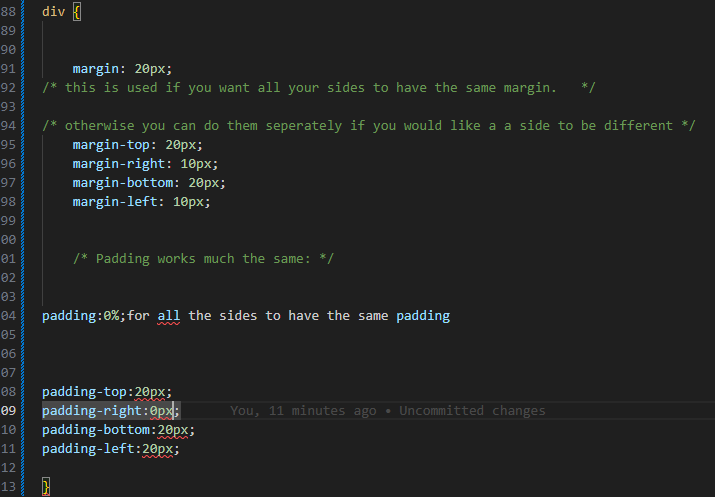 88 div {
89
90
91 margin: 20px;
92 /* this is used if you want all your sides to have the same margin.   */
93
94 /* otherwise you can do them seperately if you would like a a side to be different */
95 margin-top: 20px;
96 margin-right: 10px;
97 margin-bottom: 20px;
98 margin-left: 10px;
99
00
01 /* Padding works much the same: */
02
03
04 padding:0%;for all the sides to have the same padding
05
06
07
08 padding-top:20px;
09 padding-right:0px; You, 11 minutes ago • Uncommitted changes
10 padding-bottom:20px;
11 padding-left:20px;
12
13 }